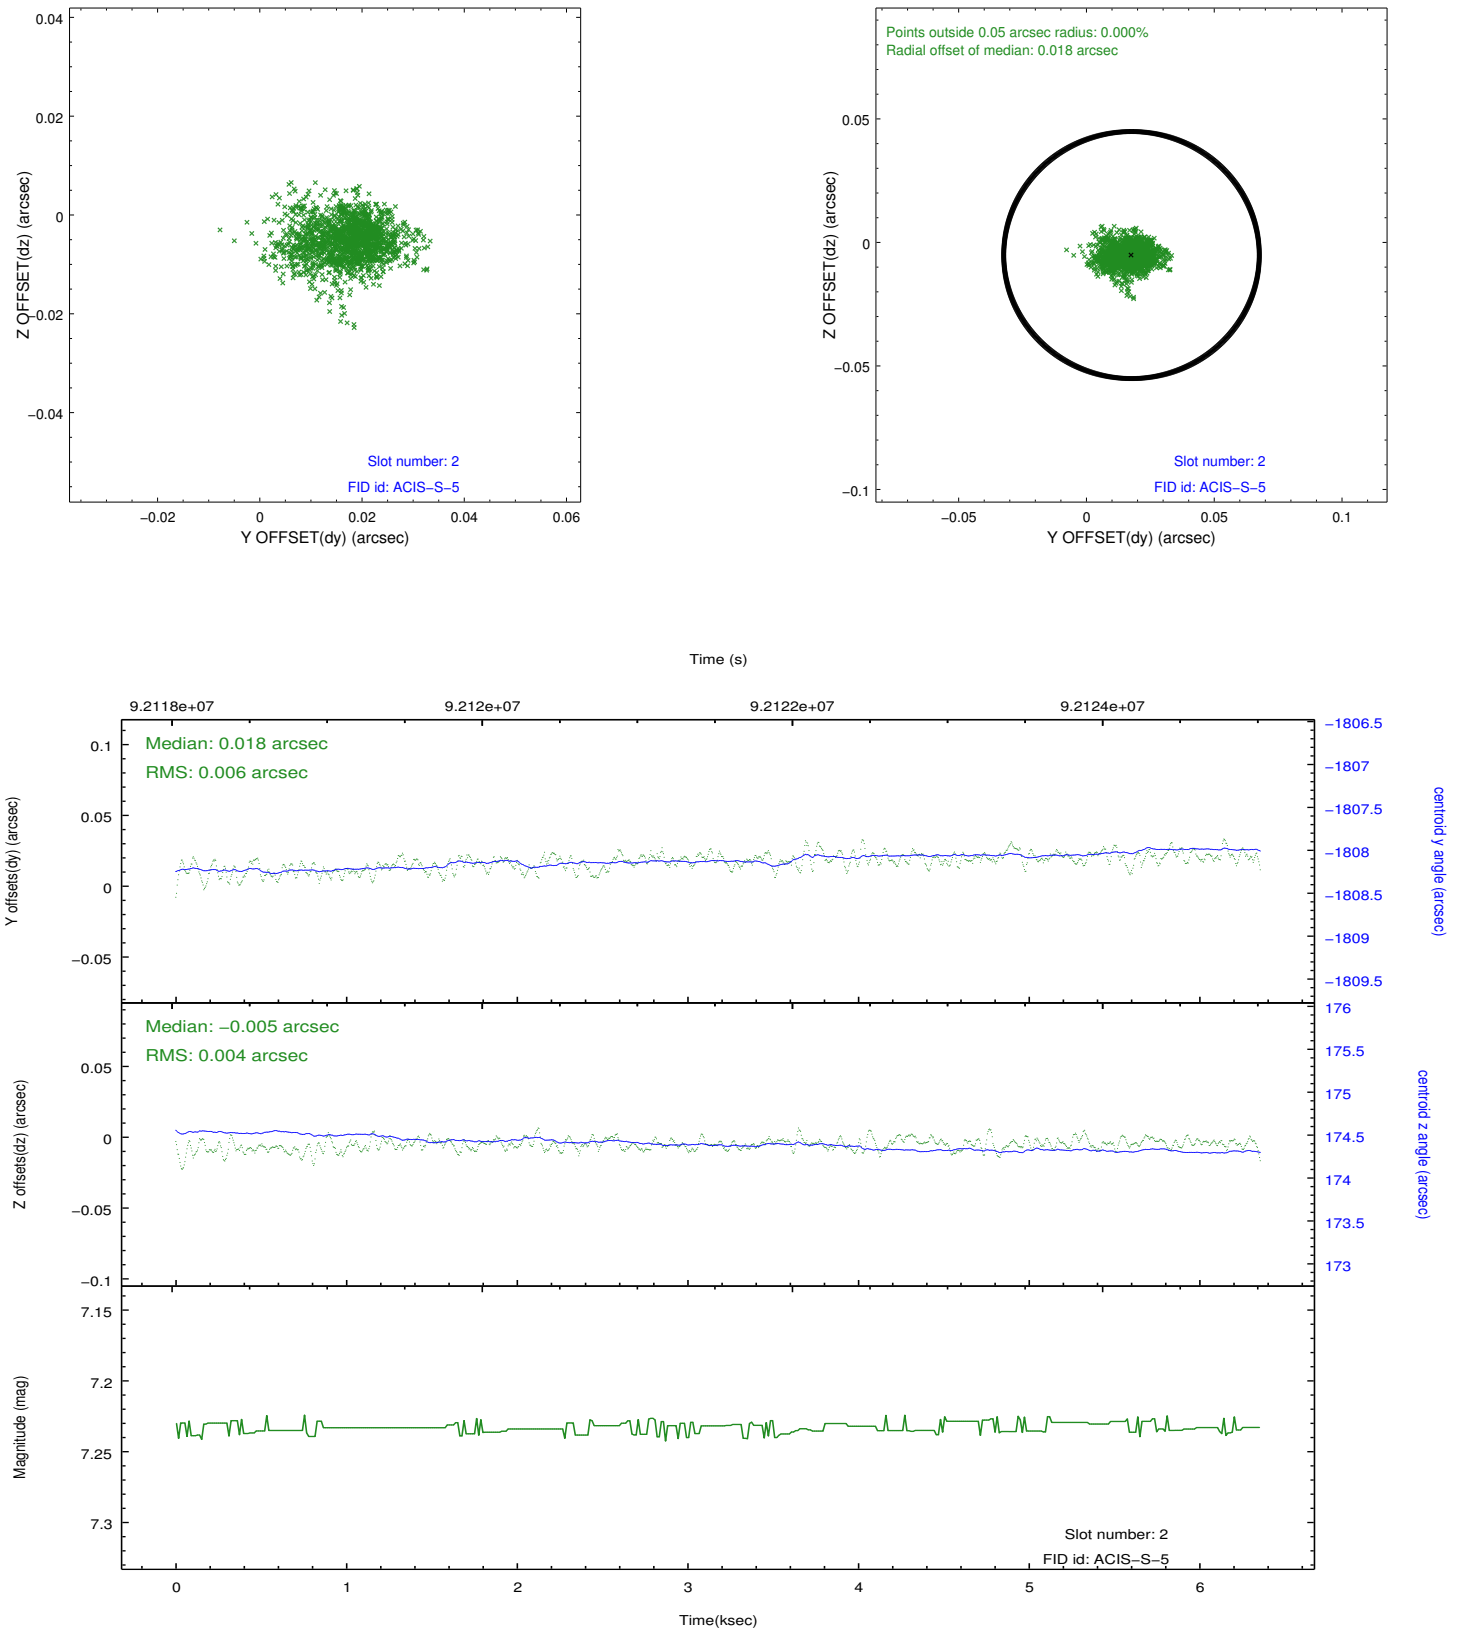 0.04
0.02
0
−0.02
−0.04
Z OFFSET(dz) (arcsec)
Slot number: 2
FID id: ACIS−S−5
−0.02 0 0.02 0.04 0.06
Y OFFSET(dy) (arcsec)
Points outside 0.05 arcsec radius: 0.000%
Radial offset of median: 0.018 arcsec
0.05
0
−0.05
−0.1
Z OFFSET(dz) (arcsec)
Slot number: 2
FID id: ACIS−S−5
−0.05 0 0.05 0.1
Y OFFSET(dy) (arcsec)
Time (s)
9.2118e+07 9.212e+07 9.2122e+07 9.2124e+07
Median: 0.018 arcsec
RMS: 0.006 arcsec
0.1
0.05
0
−0.05
Y offsets(dy) (arcsec)
−1806.5
−1807
−1807.5
−1808
−1808.5
−1809
−1809.5
centroid y angle (arcsec)
Median: −0.005 arcsec
RMS: 0.004 arcsec
0.05
0
−0.05
−0.1
Z offsets(dz) (arcsec)
176
175.5
175
174.5
174
173.5
173
centroid z angle (arcsec)
7.15
7.2
7.25
7.3
Magnitude (mag)
Slot number: 2
FID id: ACIS−S−5
0 1 2 3 4 5 6
Time(ksec)